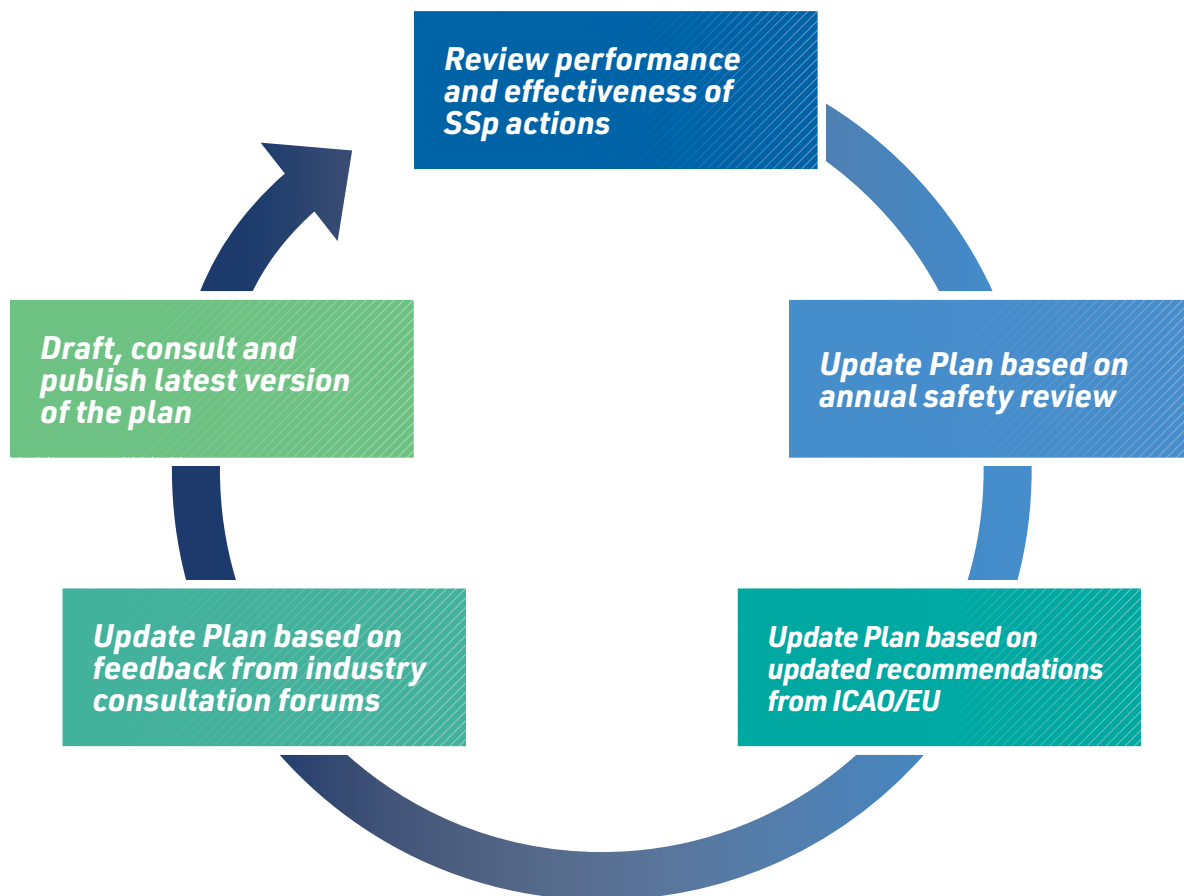 Review performance
and effectiveness of
SSp actions
Update Plan based on
annual safety review
Update Plan based on
updated recommendations
from ICAO/EU
Update Plan based on
feedback from industry
consultation forums
Draft, consult and
publish latest version
of the plan